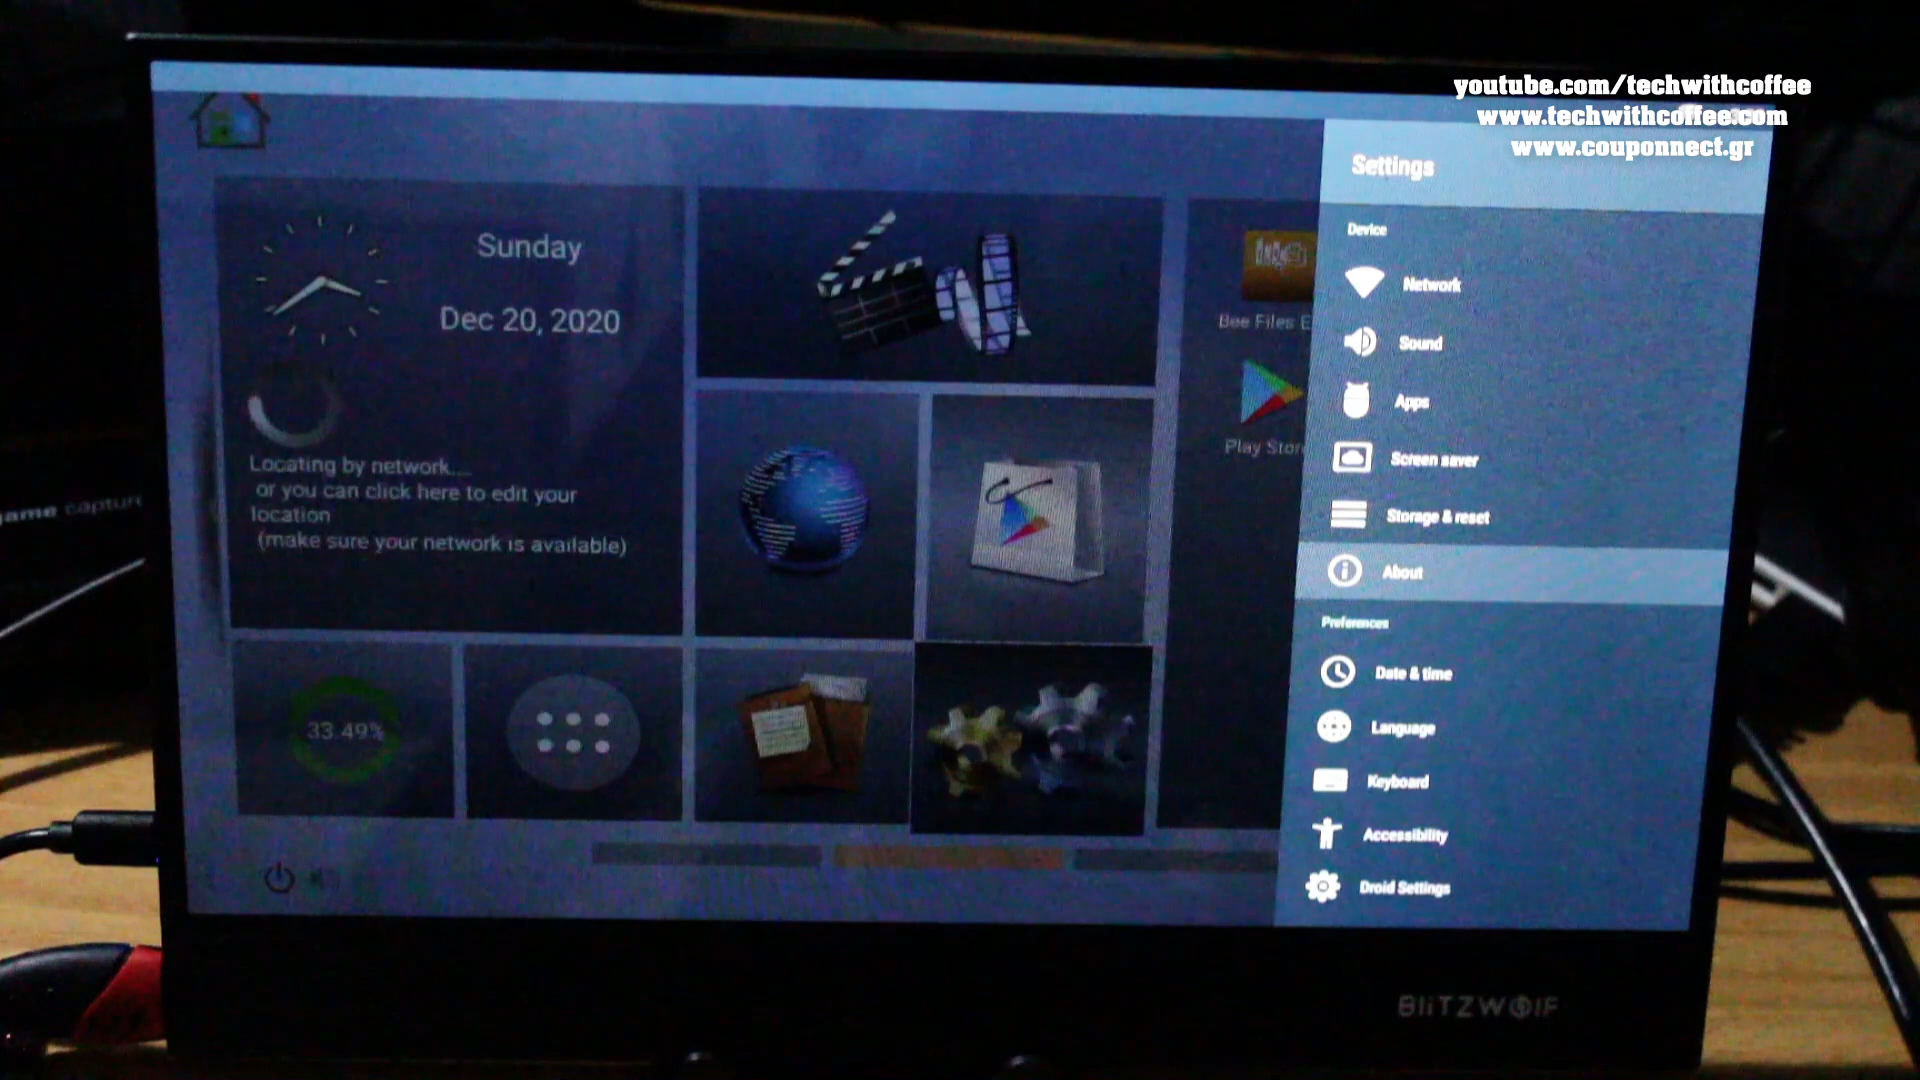 youtube.com/techwithcoffee
www.techwithcoffee.com
www.couponnect.gr
Settings
Device
Network
Sound
Apps
Screen saver
Storage & reset
About
Preferences
Date & time
Language
Keyboard
Accessibility
Droid Settings
Sunday
Dec 20, 2020
Locating by network....
or you can click here to edit your
location
(make sure your network is available)
33.49%
Bee Files E
Play Stor
game capture
BLiTZWOLF